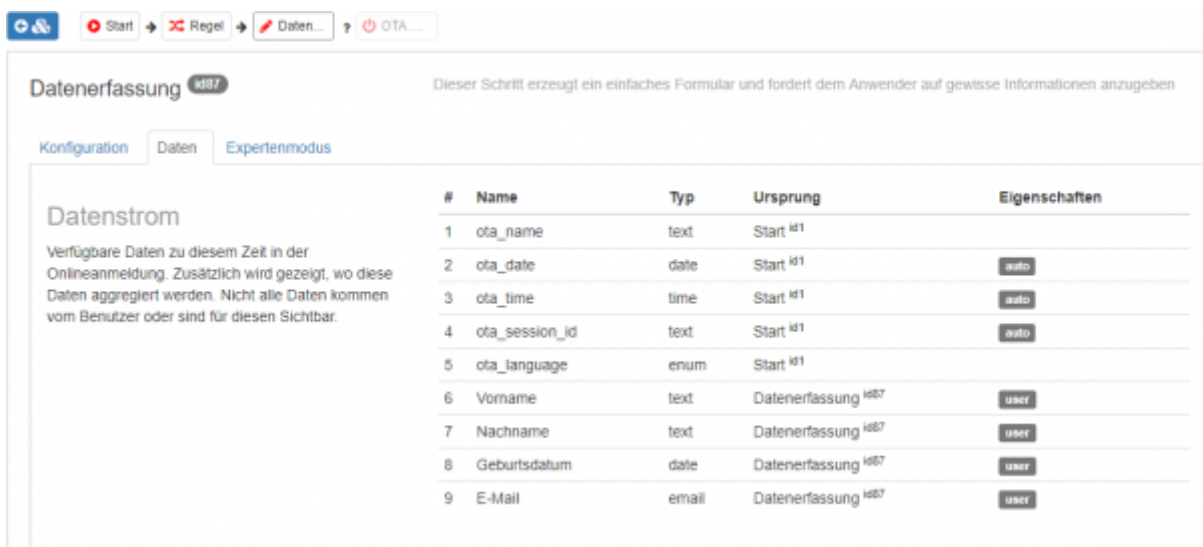 Start Regel Daten... ? OTA ...
Datenerfassung id87
Dieser Schritt erzeugt ein einfaches Formular und fordert dem Anwender auf gewisse Informationen anzugeben
Konfiguration Daten Expertenmodus
Datenstrom
Verfügbare Daten zu diesem Zeit in der
Onlineanmeldung. Zusätzlich wird gezeigt, wo diese
Daten aggregiert werden. Nicht alle Daten kommen
vom Benutzer oder sind für diesen Sichtbar.
# Name Typ Ursprung Eigenschaften
1 ota_name text Start id1
2 ota_date date Start id1 auto
3 ota_time time Start id1 auto
4 ota_session_id text Start id1 auto
5 ota_language enum Start id1
6 Vorname text Datenerfassung id87 user
7 Nachname text Datenerfassung id87 user
8 Geburtsdatum date Datenerfassung id87 user
9 E-Mail email Datenerfassung id87 user